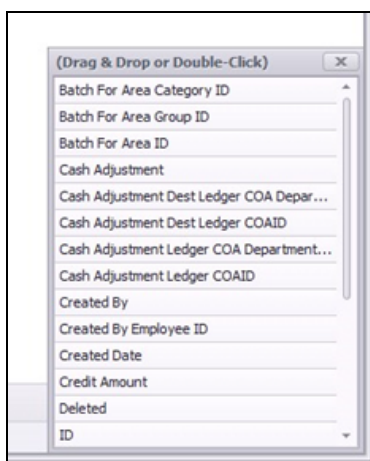 (Drag & Drop or Double-Click)
Batch For Area Category ID
Batch For Area Group ID
Batch For Area ID
Cash Adjustment
Cash Adjustment Dest Ledger COA Depar...
Cash Adjustment Dest Ledger COAID
Cash Adjustment Ledger COA Department...
Cash Adjustment Ledger COAID
Created By
Created By Employee ID
Created Date
Credit Amount
Deleted
ID